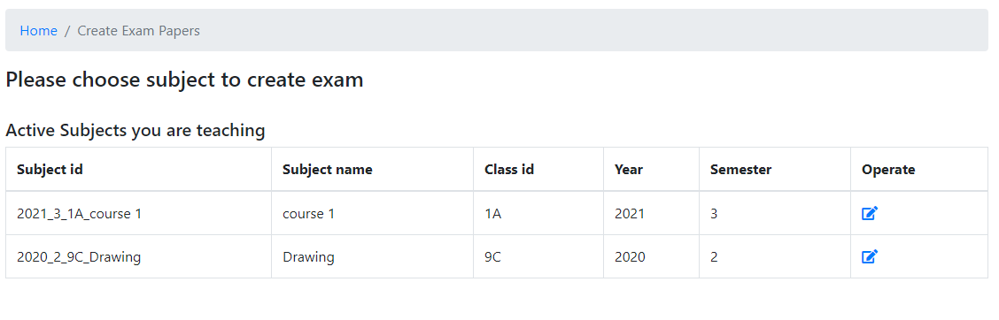 Home / Create Exam Papers
Please choose subject to create exam
Active Subjects you are teaching
Subject id Subject name Class id Year Semester Operate
2021_3_1A_course 1 course 1 1A 2021 3
2020_2_9C_Drawing Drawing 9C 2020 2